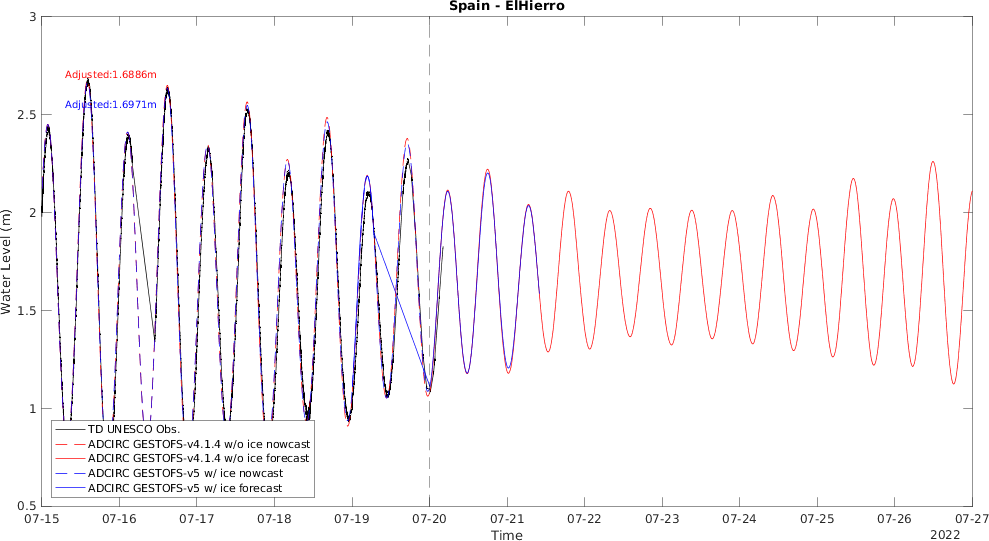 Spain - ElHierro
3
Adjusted:1.6886m
Adjusted:1.6971m
2.5
2
Water Level (m)
1.5
1
TD UNESCO Obs.
ADCIRC GESTOFS-v4.1.4 w/o ice nowcast
ADCIRC GESTOFS-v4.1.4 w/o ice forecast
ADCIRC GESTOFS-v5 w/ ice nowcast
ADCIRC GESTOFS-v5 w/ ice forecast
0.5
07-15 07-16 07-17 07-18 07-19 07-20 07-21 07-22 07-23 07-24 07-25 07-26 07-27
Time
2022